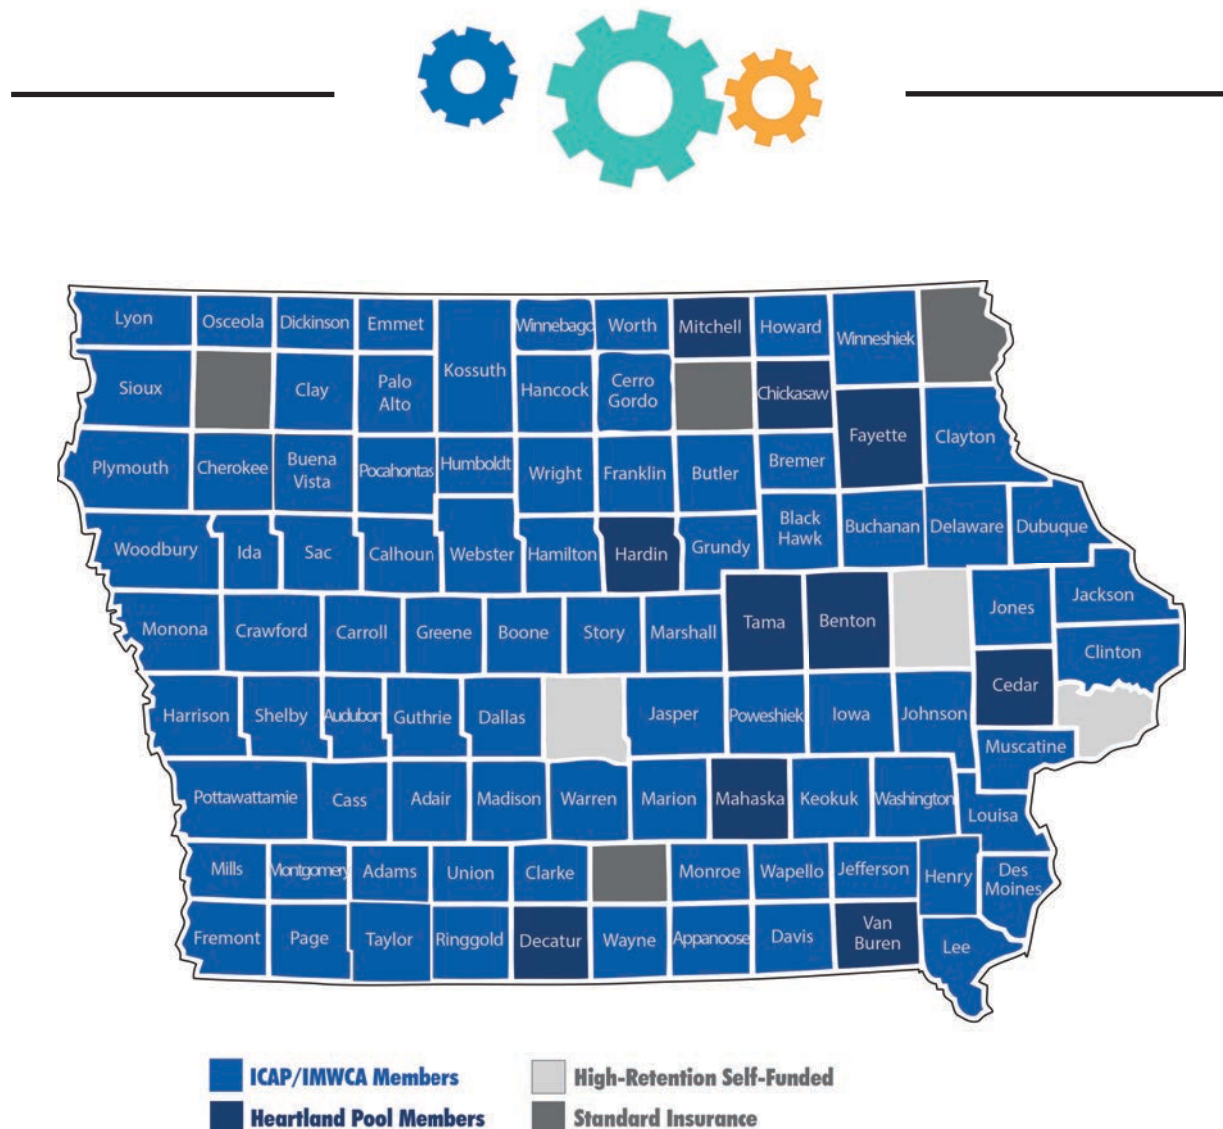 Lyon
Osceola
Dickinson
Emmet
Kossuth
Winnebago
Worth
Mitchell
Howard
Winneshiek
Sioux
Clay
Palo
Alto
Hancock
Cerro
Gordo
Chickasaw
Fayette
Clayton
Plymouth
Cherokee
Buena
Vista
Pocahontas
Humboldt
Wright
Franklin
Butler
Bremer
Woodbury
Ida
Sac
Calhoun
Webster
Hamilton
Hardin
Grundy
Black
Hawk
Buchanan
Delaware
Dubuque
Monona
Crawford
Carroll
Greene
Boone
Story
Marshall
Tama
Benton
Jones
Jackson
Clinton
Cedar
Harrison
Shelby
Audubon
Guthrie
Dallas
Jasper
Poweshiek
Iowa
Johnson
Muscatine
Pottawattamie
Cass
Adair
Madison
Warren
Marion
Mahaska
Keokuk
Washington
Louisa
Mills
Montgomery
Adams
Union
Clarke
Monroe
Wapello
Jefferson
Henry
Des
Moines
Fremont
Page
Taylor
Ringgold
Decatur
Wayne
Appanoose
Davis
Van
Buren
Lee
ICAP/IMWCA Members
High-Retention Self-Funded
Heartland Pool Members
Standard Insurance